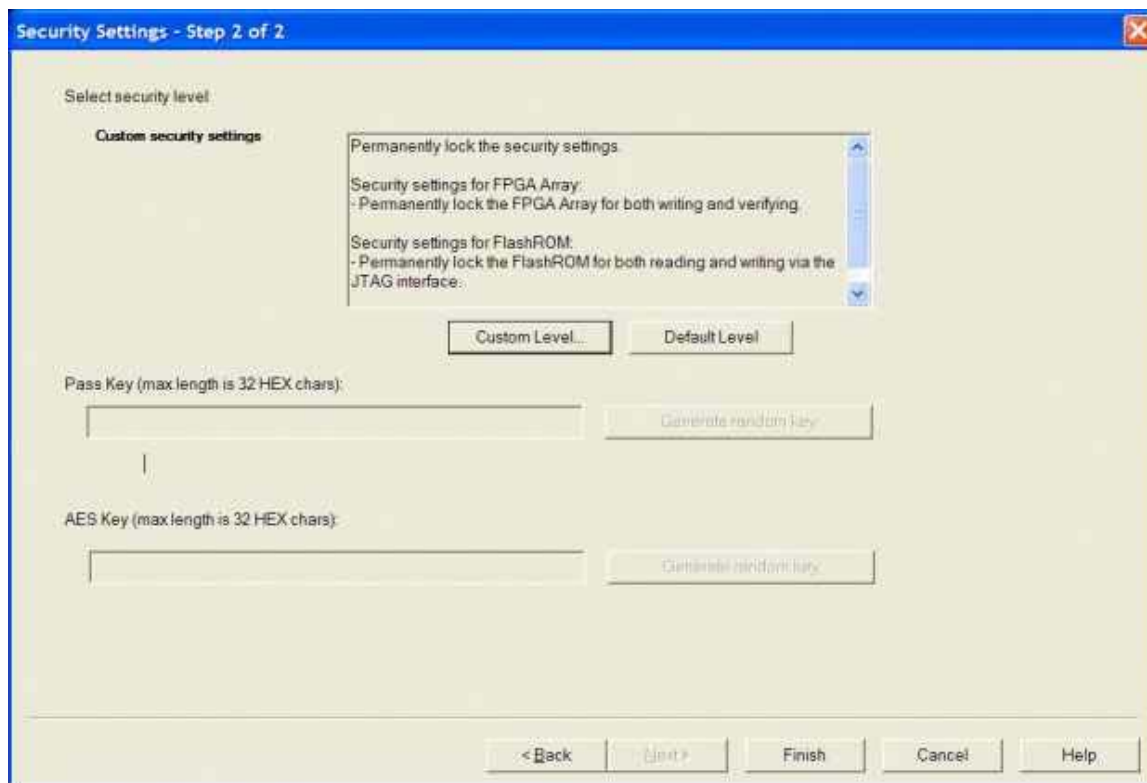 Security Settings - Step 2 of 2
Select security level
Custom security settings
Permanently lock the security settings.
Security settings for FPGA Array:
- Permanently lock the FPGA Array for both writing and verifying.
Security settings for FlashROM:
- Permanently lock the FlashROM for both reading and writing via the
JTAG interface.
Custom Level...
Default Level
Pass Key (max length is 32 HEX chars):
Generate random key
AES Key (max length is 32 HEX chars):
Generate random key
< Back
Next >
Finish
Cancel
Help